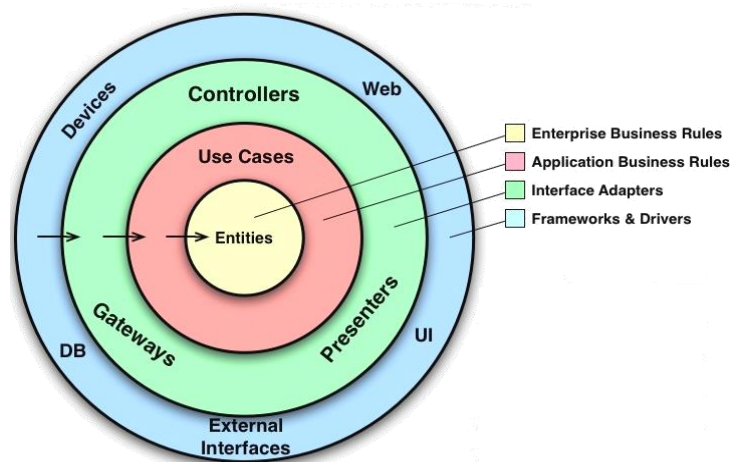 Devices
Web
Controllers
Use Cases
Entities
Gateways
Presenters
DB
UI
External
Interfaces
Enterprise Business Rules
Application Business Rules
Interface Adapters
Frameworks & Drivers